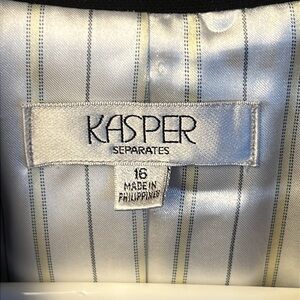 KASPER
SEPARATES
16
MADE IN
PHILIPPINES